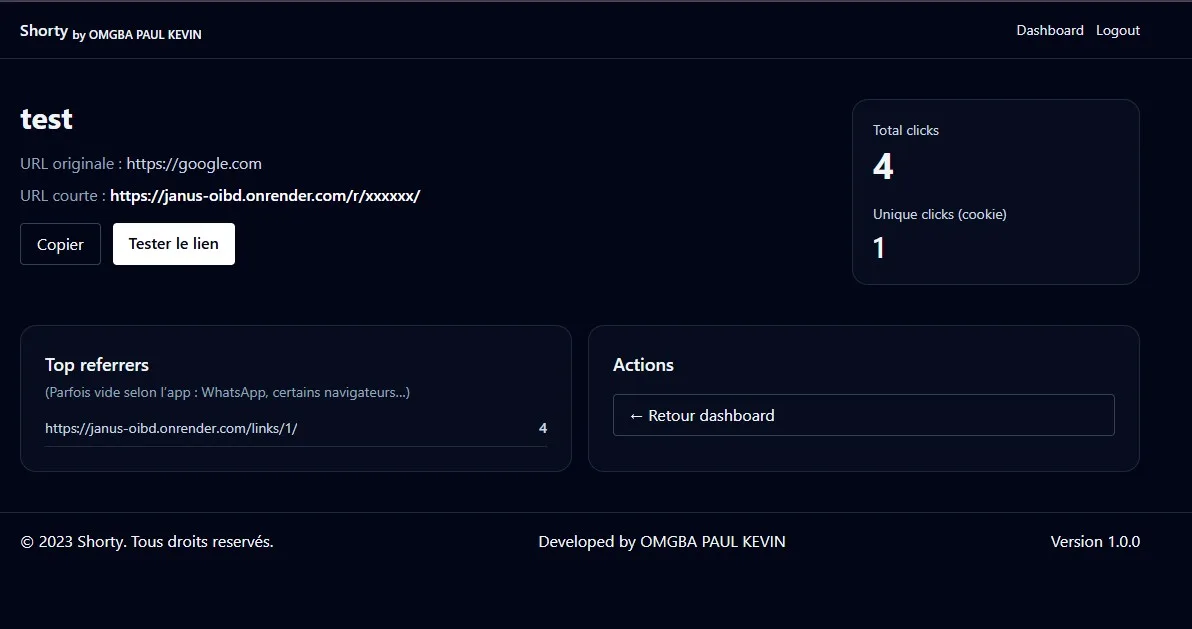 Shorty by OMGBA PAUL KEVIN
Dashboard Logout
test
URL originale : https://google.com
URL courte : https://janus-oibd.onrender.com/r/xxxxxx/
Copier
Tester le lien
Total clicks
4
Unique clicks (cookie)
1
Top referrers
(Parfois vide selon l'app : WhatsApp, certains navigateurs…)
https://janus-oibd.onrender.com/links/1/ 4
Actions
← Retour dashboard
© 2023 Shorty. Tous droits reservés.
Developed by OMGBA PAUL KEVIN
Version 1.0.0